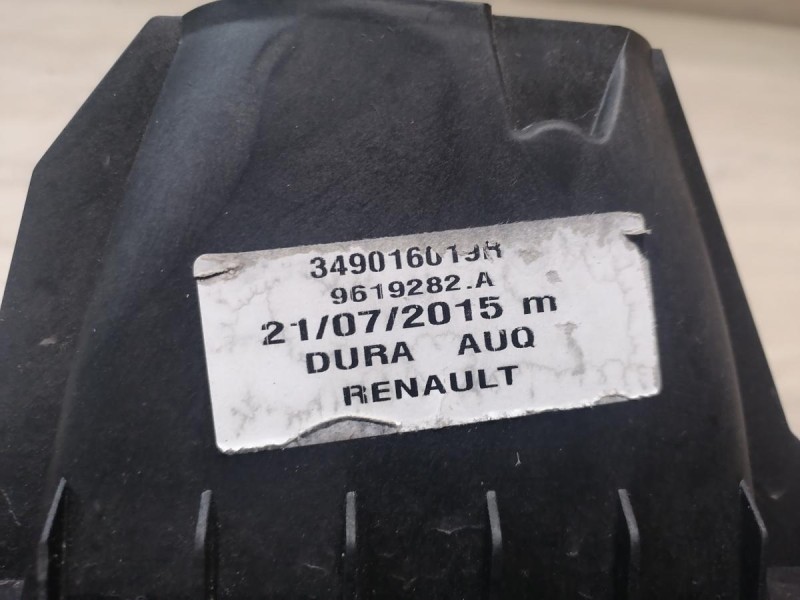 349016019R
9619282.A
21/07/2015 m
DURA AUQ
RENAULT